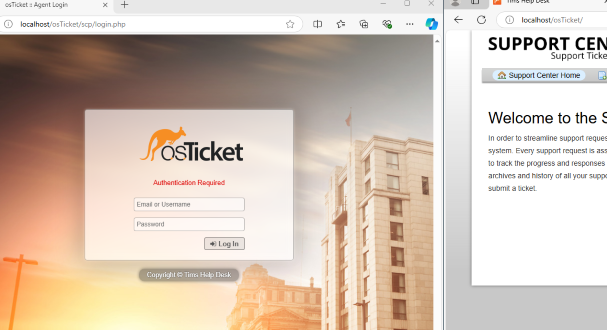 osTicket :: Agent Login
localhost/osTicket/scp/login.php
osTicket
Authentication Required
Email or Username
Password
Log In
Copyright © Tims Help Desk
Tims Help Desk
localhost/osTicket/
SUPPORT CEN
Support Ticke
Support Center Home
Welcome to the S
In order to streamline support reques
system. Every support request is ass
to track the progress and responses
archives and history of all your suppo
submit a ticket.